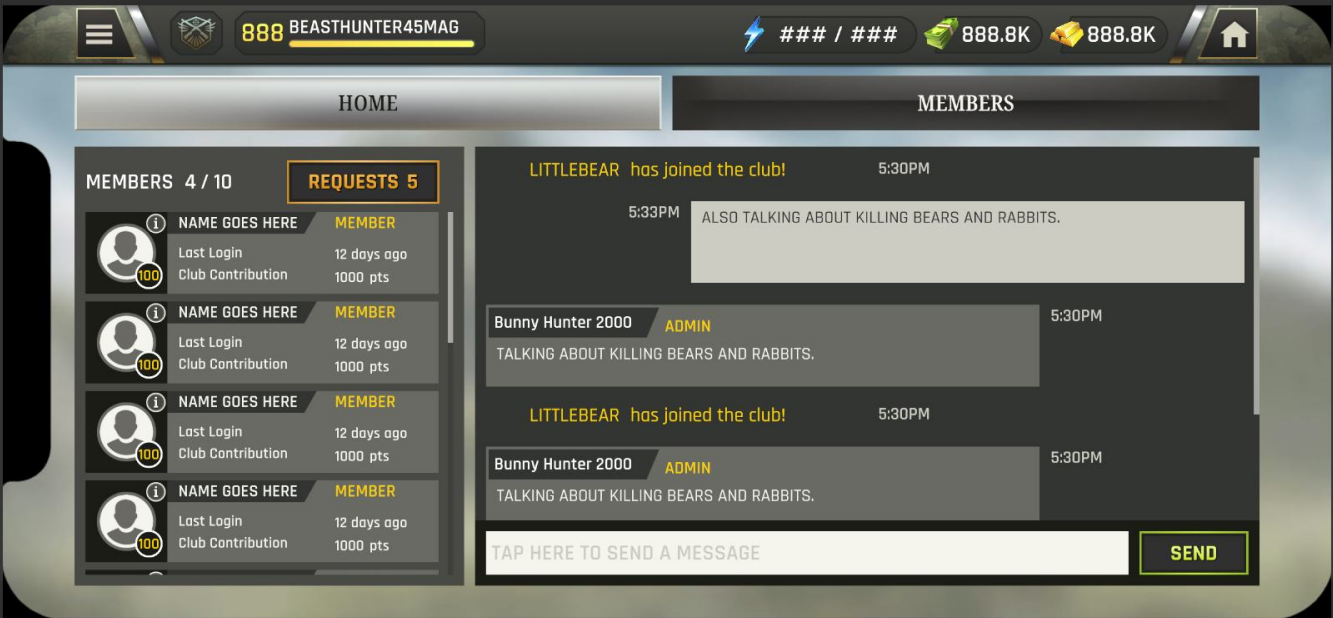 888 BEASTHUNTER45MAG
### / ###
888.8K
888.8K
HOME
MEMBERS
MEMBERS 4 / 10
REQUESTS 5
NAME GOES HERE MEMBER
Last Login 12 days ago
Club Contribution 1000 pts
100
NAME GOES HERE MEMBER
Last Login 12 days ago
Club Contribution 1000 pts
100
NAME GOES HERE MEMBER
Last Login 12 days ago
Club Contribution 1000 pts
100
NAME GOES HERE MEMBER
Last Login 12 days ago
Club Contribution 1000 pts
100
LITTLEBEAR has joined the club! 5:30PM
5:33PM ALSO TALKING ABOUT KILLING BEARS AND RABBITS.
Bunny Hunter 2000 ADMIN 5:30PM
TALKING ABOUT KILLING BEARS AND RABBITS.
LITTLEBEAR has joined the club! 5:30PM
Bunny Hunter 2000 ADMIN 5:30PM
TALKING ABOUT KILLING BEARS AND RABBITS.
TAP HERE TO SEND A MESSAGE
SEND